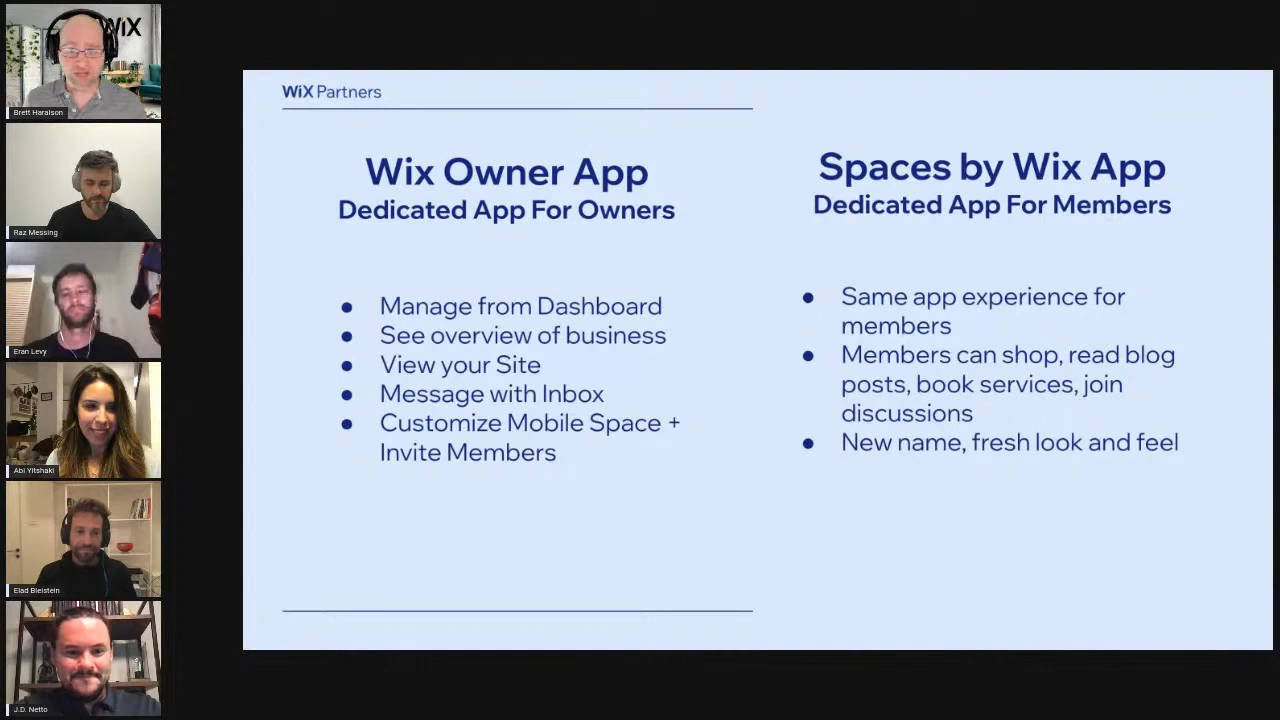 WiX
Brett Haralson
Raz Messing
Eran Levy
Abi Yitshaki
Elad Bleistein
J.D. Netto
WiX Partners
Wix Owner App
Dedicated App For Owners
● Manage from Dashboard
● See overview of business
● View your Site
● Message with Inbox
● Customize Mobile Space +
Invite Members
Spaces by Wix App
Dedicated App For Members
● Same app experience for
members
● Members can shop, read blog
posts, book services, join
discussions
● New name, fresh look and feel